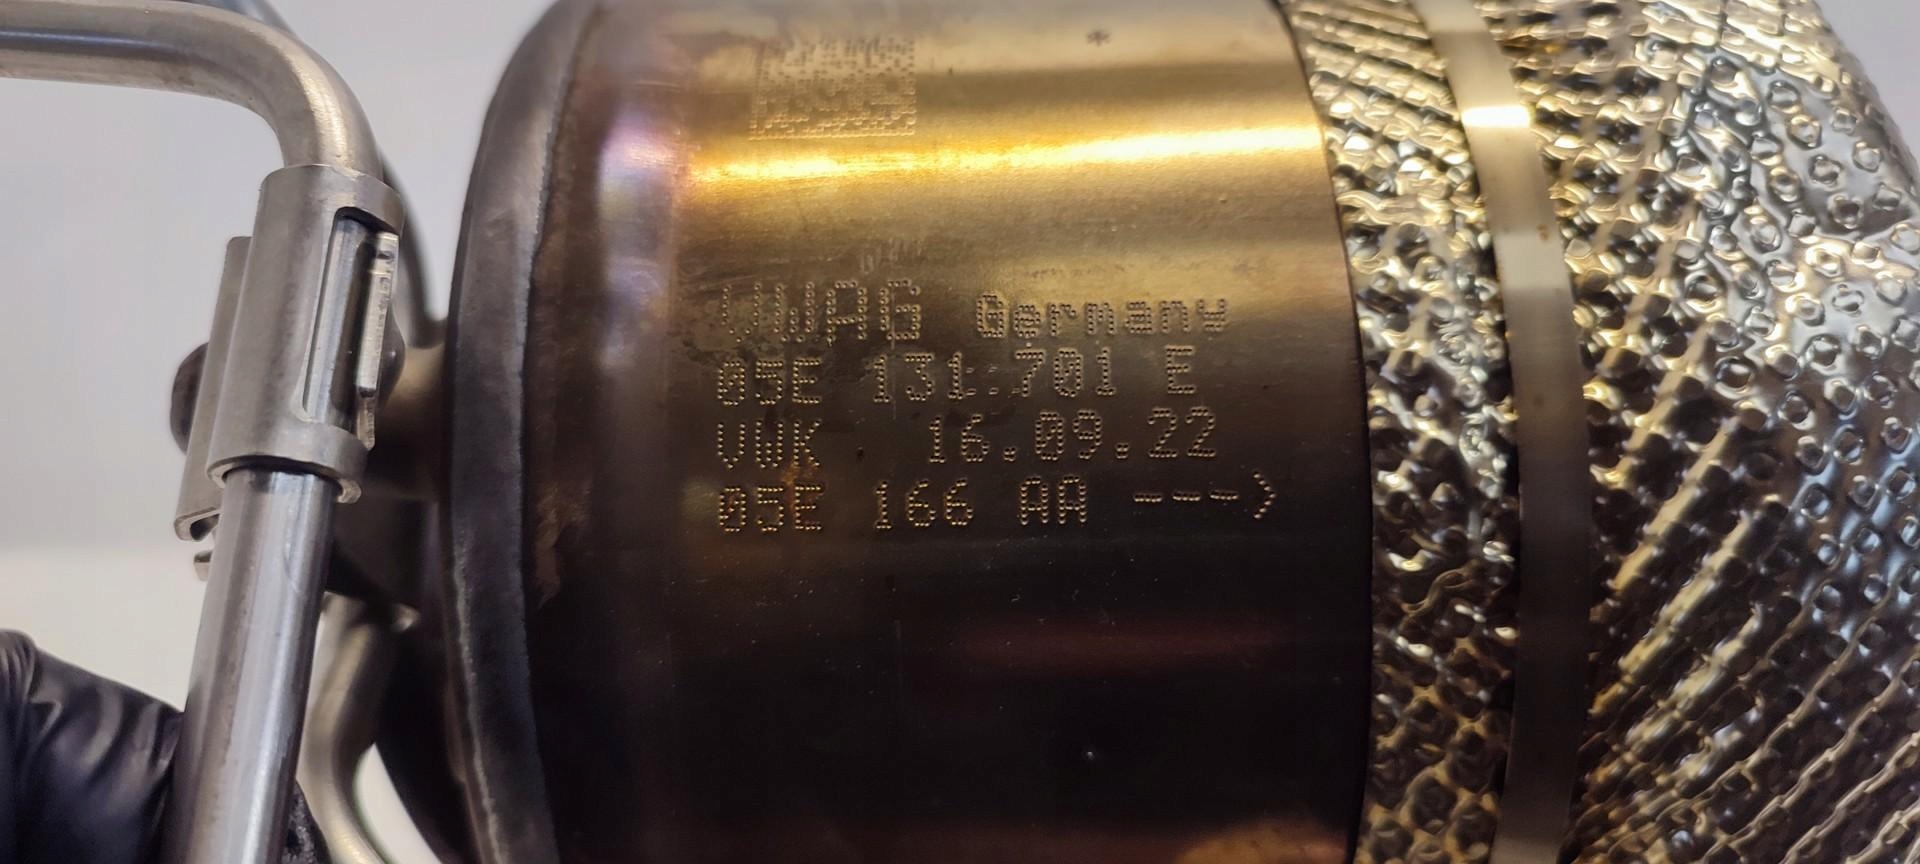 VWAG Germany
05E 131 701 E
VWK 16.09.22
05E 166 AA --->